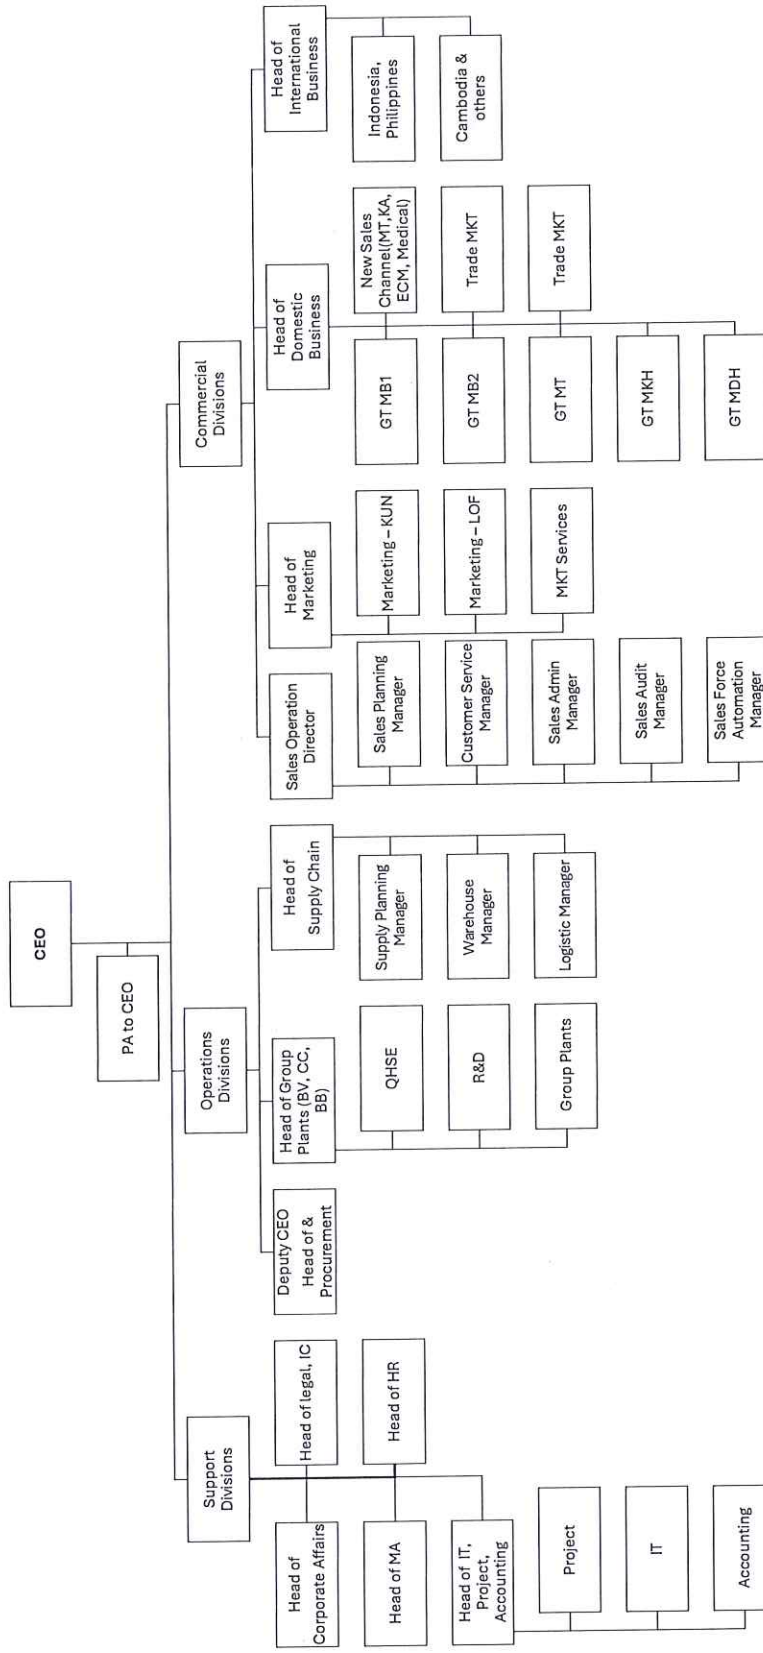 CEO
PA to CEO
Support
Divisions
Operations
Divisions
Commercial
Divisions
Head of
Corporate Affairs
Head of legal, IC
Head of MA
Head of HR
Head of IT,
Project,
Accounting
Project
IT
Accounting
Deputy CEO
Head of &
Procurement
Head of Group
Plants (BV, CC,
BB)
QHSE
R&D
Group Plants
Head of
Supply Chain
Supply Planning
Manager
Warehouse
Manager
Logistic Manager
Sales Operation
Director
Sales Planning
Manager
Customer Service
Manager
Sales Admin
Manager
Sales Audit
Manager
Sales Force
Automation
Manager
Head of
Marketing
Marketing – KUN
Marketing – LOF
MKT Services
Head of
Domestic
Business
GT MB1
New Sales
Channel(MT,KA,
ECM, Medical)
GT MB2
Trade MKT
GT MT
Trade MKT
GT MKH
GT MDH
Head of
International
Business
Indonesia,
Philippines
Cambodia &
others